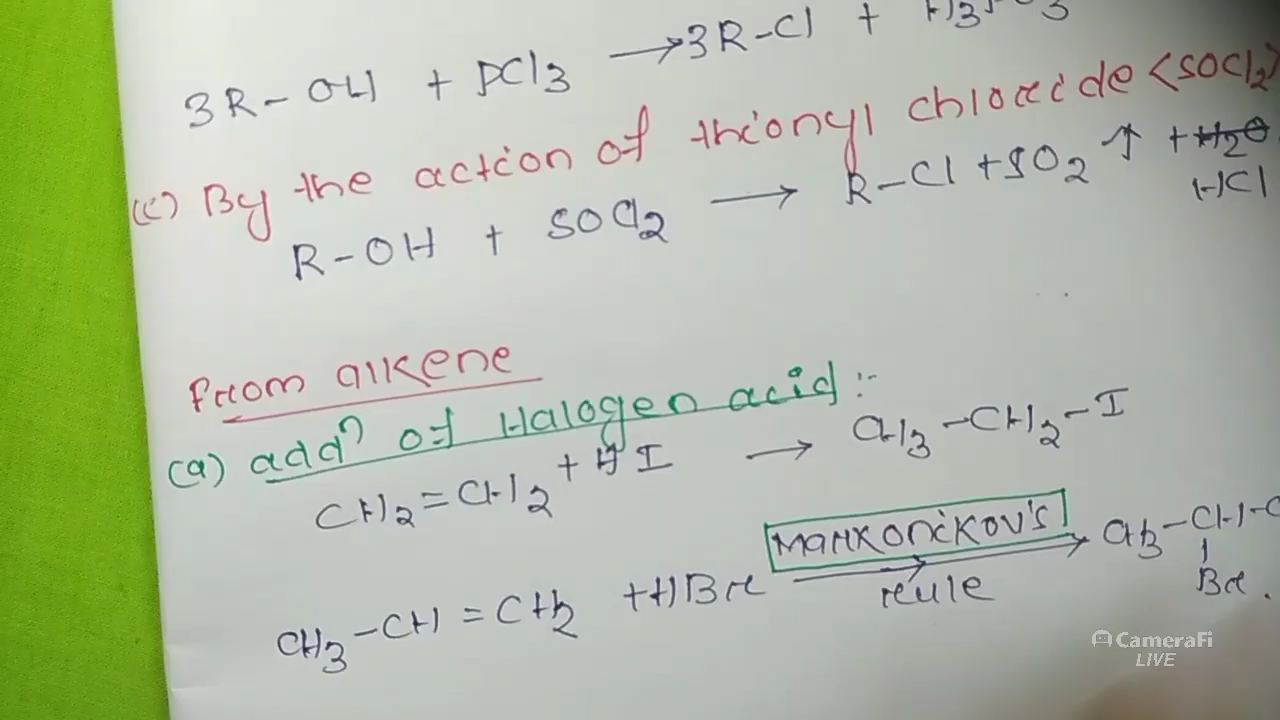 3R-OH + PCl3 → 3R-Cl +
(c) By the action of thionyl chloride <SOCl2>
R-OH + SOCl2 → R-Cl + SO2 ↑ + H2O
HCl
From alkene
(a) addn of Halogen acid :-
CH2=CH2 + HI → CH3-CH2-I
Markonikov's
CH3-CH=CH2 + HBr → CH3-CH-C
rule
Br.
CameraFi
LIVE